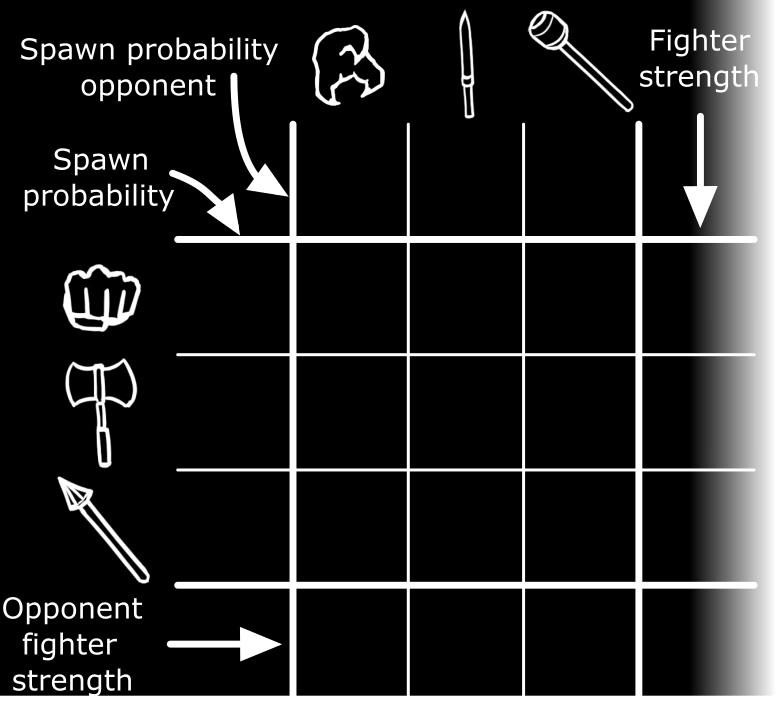 Spawn probability
opponent
Fighter
strength
Spawn
probability
Opponent
fighter
strength